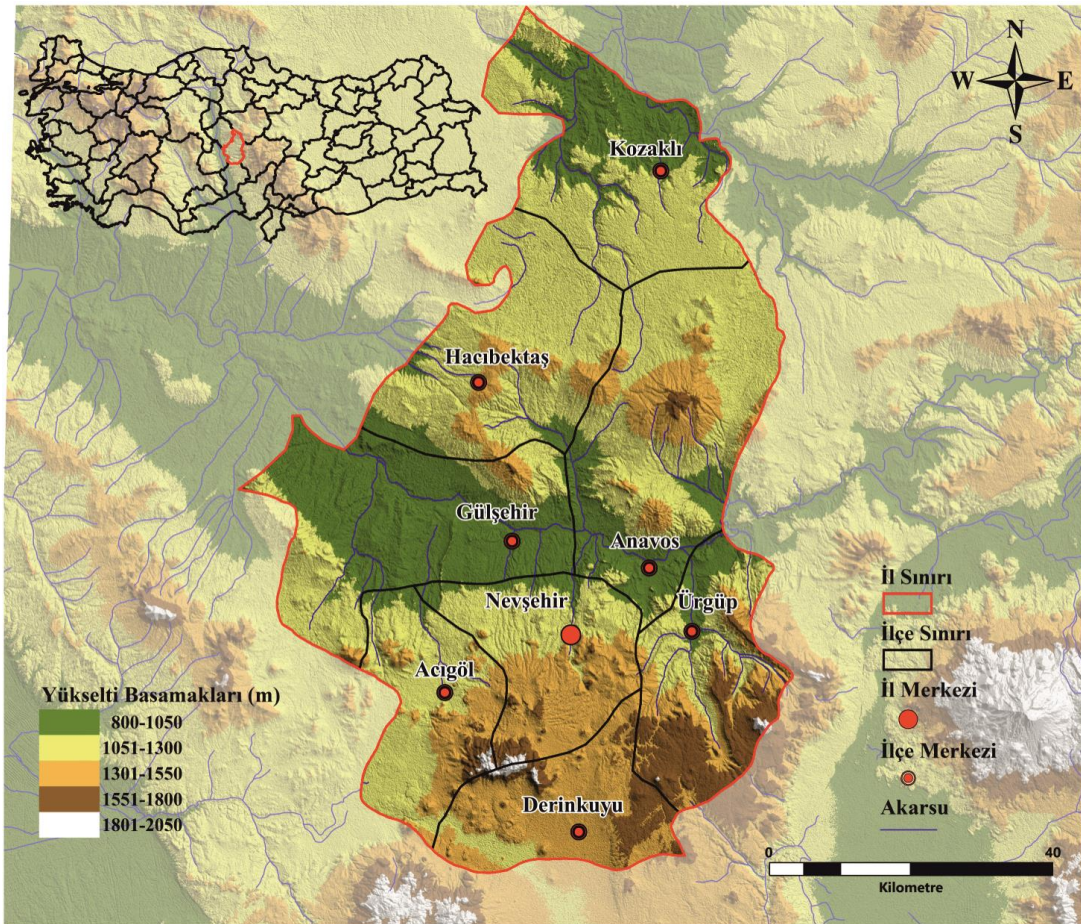 N
W E
S
Kozaklı
Hacıbektaş
Gülşehir
Anavos
Nevşehir
Ürgüp
Acıgöl
Derinkuyu
Yükselti Basamakları (m)
800-1050
1051-1300
1301-1550
1551-1800
1801-2050
İl Sınırı
İlçe Sınırı
İl Merkezi
İlçe Merkezi
Akarsu
0 40
Kilometre